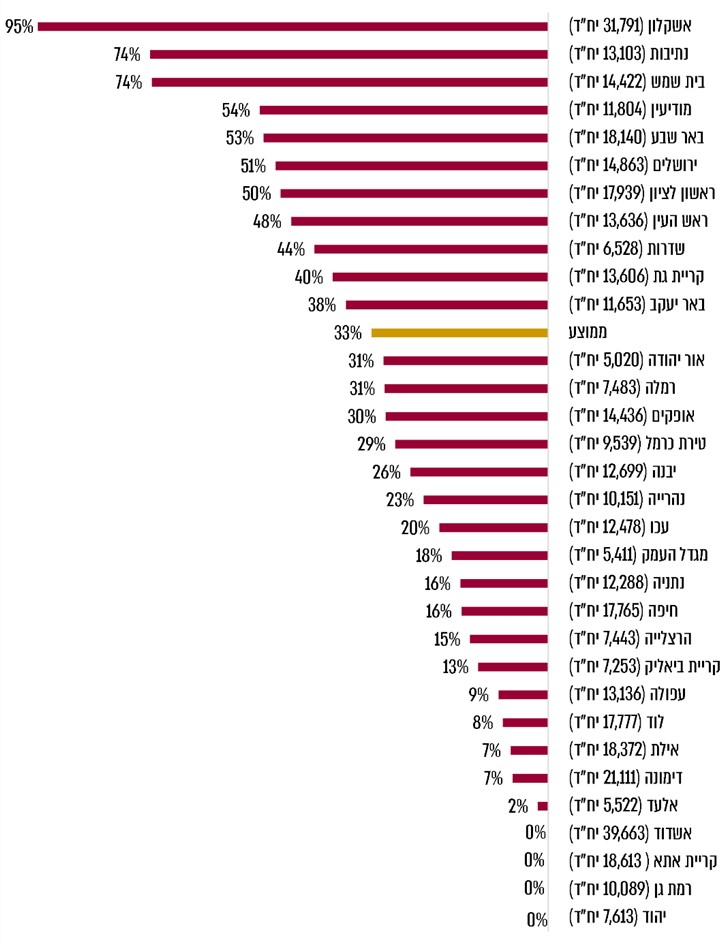 אשקלון (31,791 יח"ד) 95%
נתיבות (13,103 יח"ד) 74%
בית שמש (14,422 יח"ד) 74%
מודיעין (11,804 יח"ד) 54%
באר שבע (18,140 יח"ד) 53%
ירושלים (14,863 יח"ד) 51%
ראשון לציון (17,939 יח"ד) 50%
ראש העין (13,636 יח"ד) 48%
שדרות (6,528 יח"ד) 44%
קריית גת (13,606 יח"ד) 40%
באר יעקב (11,653 יח"ד) 38%
ממוצע 33%
אור יהודה (5,020 יח"ד) 31%
רמלה (7,483 יח"ד) 31%
אופקים (14,436 יח"ד) 30%
טירת כרמל (9,539 יח"ד) 29%
יבנה (12,699 יח"ד) 26%
נהרייה (10,151 יח"ד) 23%
עכו (12,478 יח"ד) 20%
מגדל העמק (5,411 יח"ד) 18%
נתניה (12,288 יח"ד) 16%
חיפה (17,765 יח"ד) 16%
הרצלייה (7,443 יח"ד) 15%
קריית ביאליק (7,253 יח"ד) 13%
עפולה (13,136 יח"ד) 9%
לוד (17,777 יח"ד) 8%
אילת (18,372 יח"ד) 7%
דימונה (21,111 יח"ד) 7%
אלעד (5,522 יח"ד) 2%
אשדוד (39,663 יח"ד) 0%
קריית אתא ( 18,613 יח"ד) 0%
רמת גן (10,089 יח"ד) 0%
יהוד (7,613 יח"ד) 0%